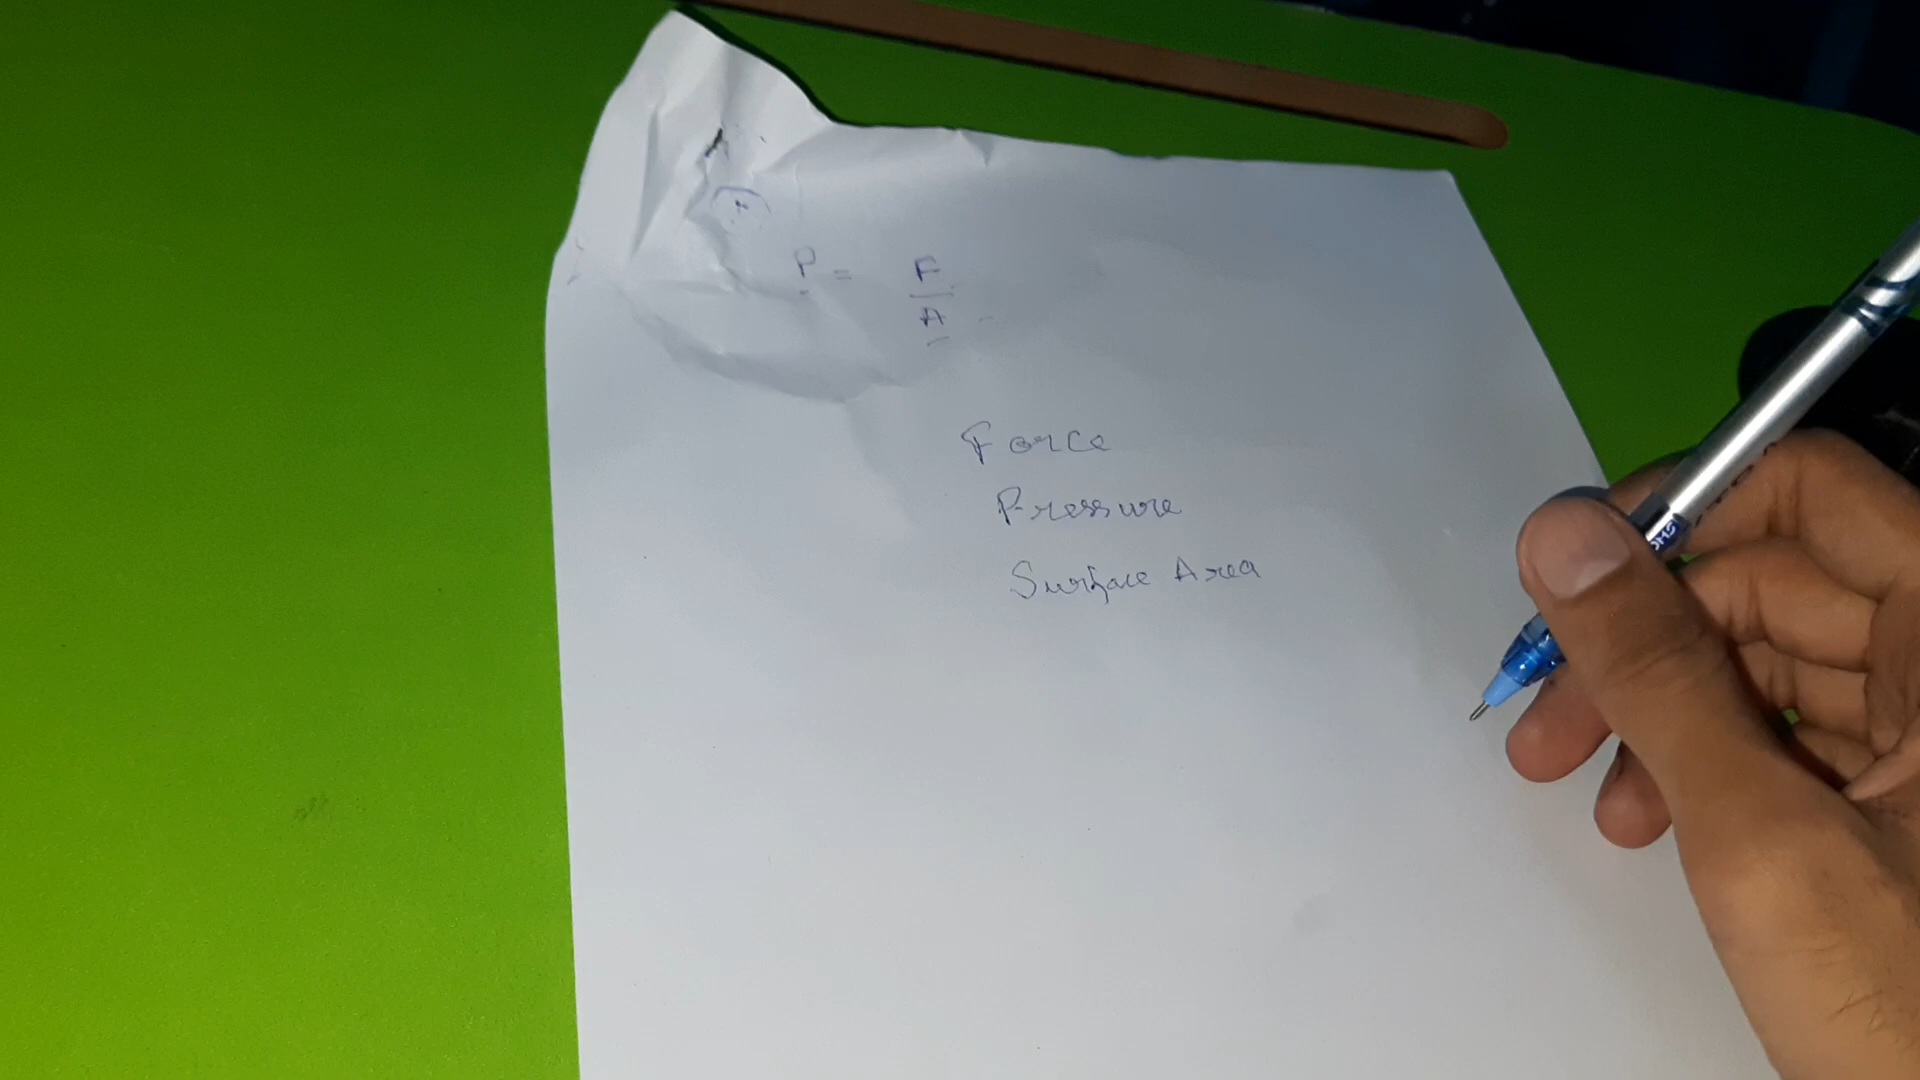 P = F
A
Force
Pressure
Surface Area